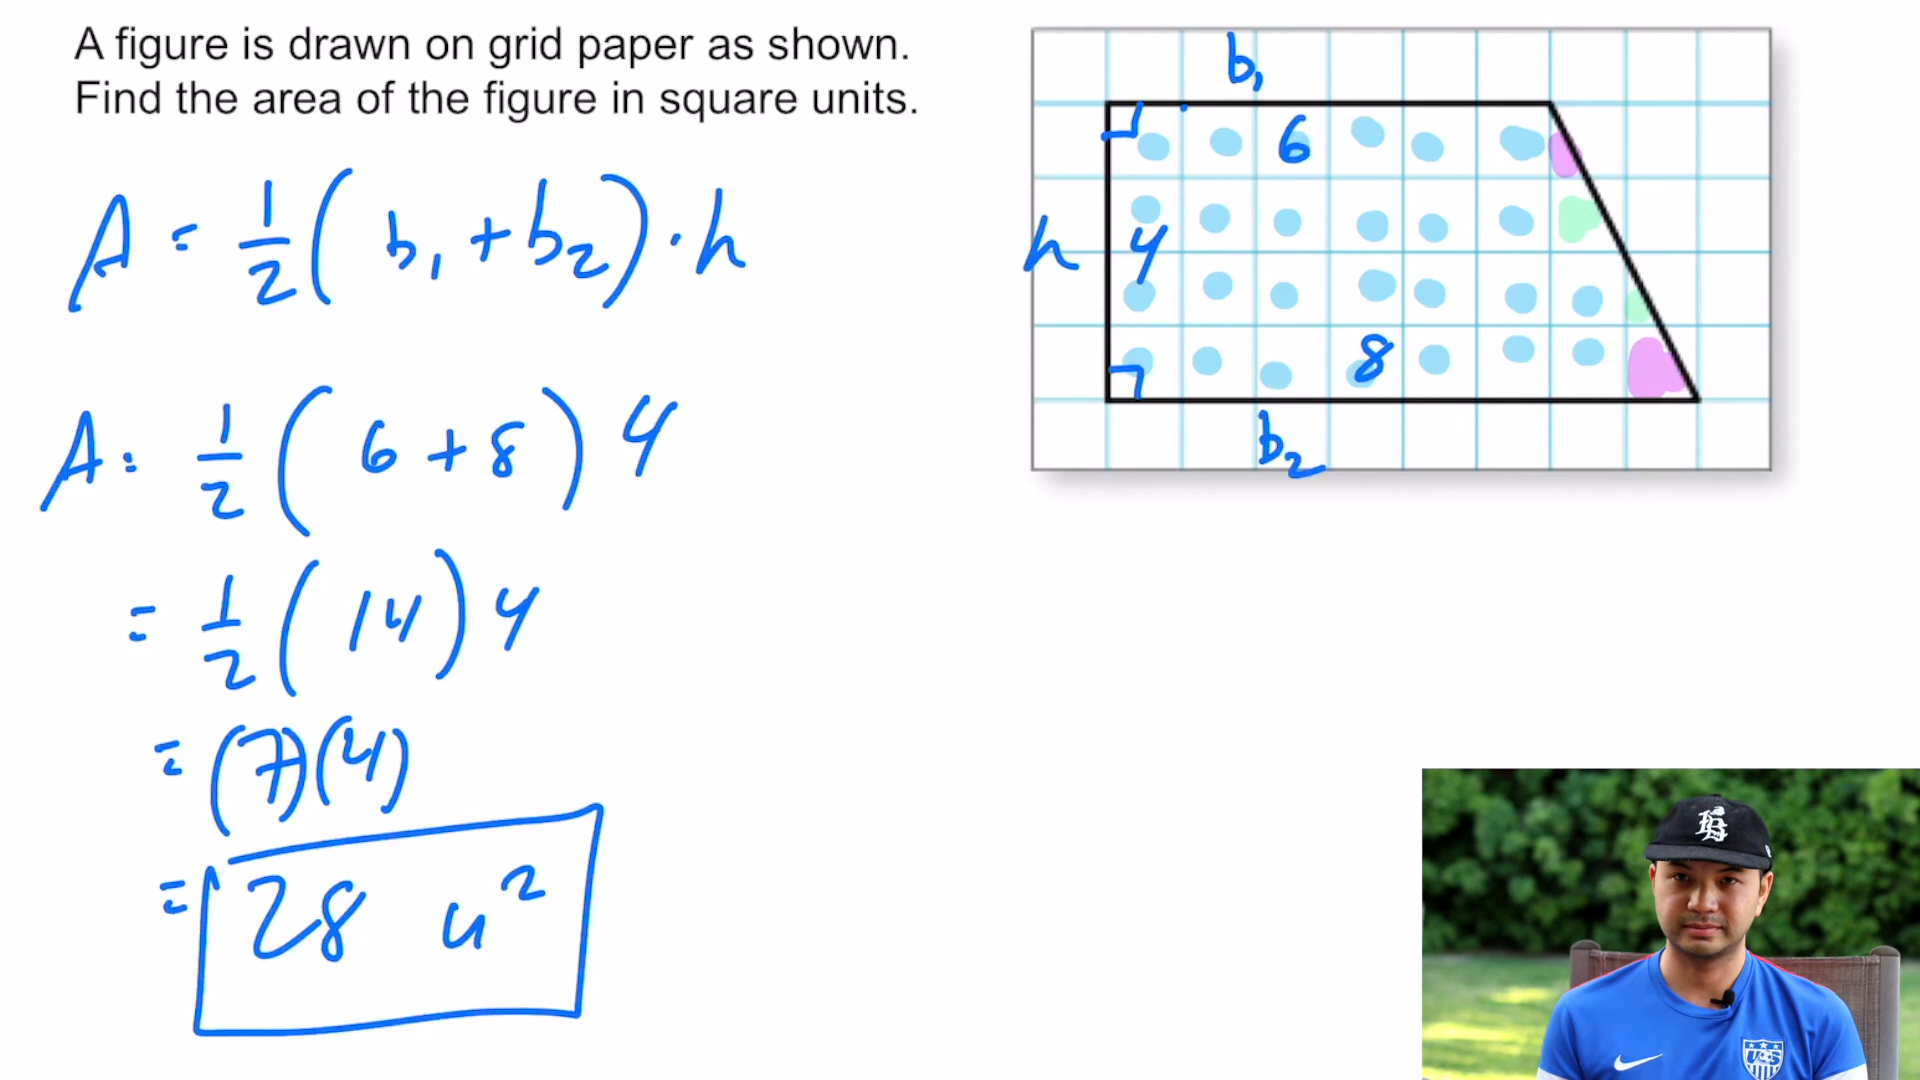 A figure is drawn on grid paper as shown.
Find the area of the figure in square units.
A = 1/2 ( b₁ + b₂ ) · h
A = 1/2 ( 6 + 8 ) 4
= 1/2 ( 14 ) 4
= (7)(4)
= 28 u²
b₁
6
h
4
8
b₂